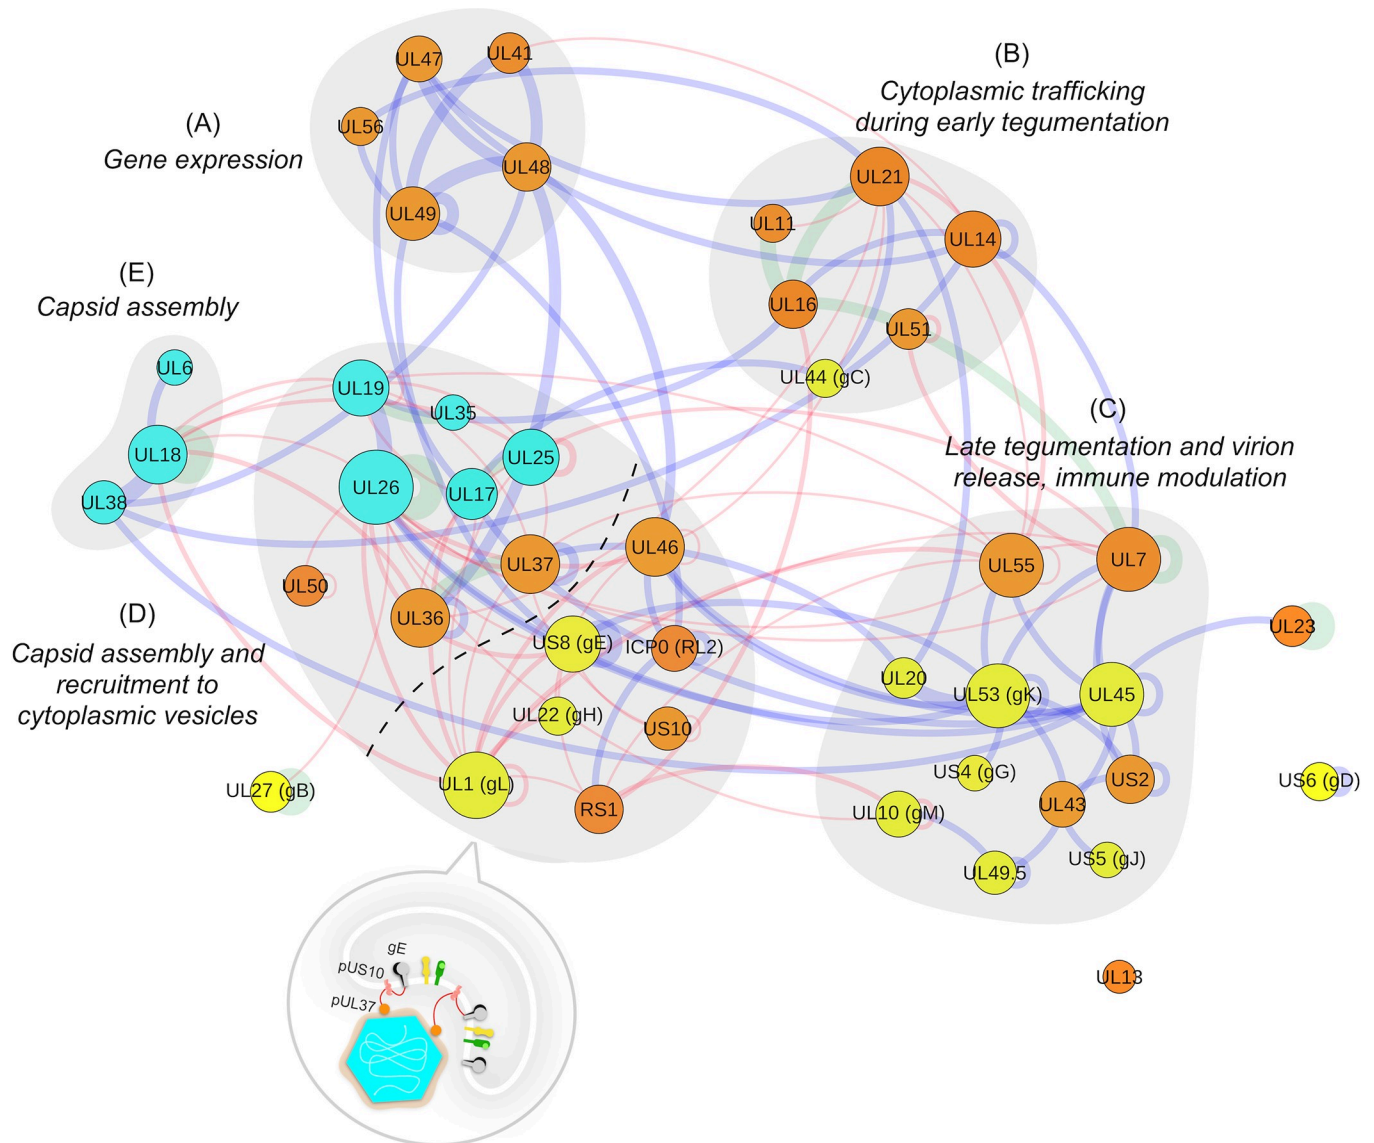 (A)
Gene expression
UL47
UL41
UL56
UL48
UL49
(B)
Cytoplasmic trafficking
during early tegumentation
UL21
UL11
UL14
UL16
UL51
UL44 (gC)
(E)
Capsid assembly
UL6
UL18
UL38
UL19
UL35
UL25
UL26
UL17
UL37
UL46
UL50
UL36
US8 (gE)
ICP0 (RL2)
UL22 (gH)
US10
UL1 (gL)
RS1
(C)
Late tegumentation and virion
release, immune modulation
UL55
UL7
UL23
UL20
UL53 (gK)
UL45
US4 (gG)
US2
UL10 (gM)
UL43
UL49.5
US5 (gJ)
US6 (gD)
UL13
(D)
Capsid assembly and
recruitment to
cytoplasmic vesicles
UL27 (gB)
gE
pUS10
pUL37